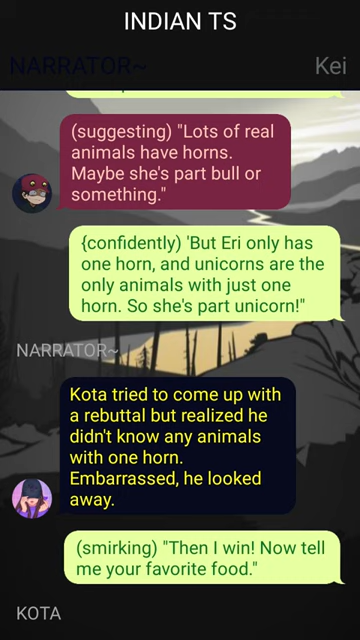 INDIAN TS
NARRATOR~
Kei
(suggesting) "Lots of real
animals have horns.
Maybe she's part bull or
something."
{confidently) 'But Eri only has
one horn, and unicorns are the
only animals with just one
horn. So she's part unicorn!"
NARRATOR~
Kota tried to come up with
a rebuttal but realized he
didn't know any animals
with one horn.
Embarrassed, he looked
away.
(smirking) "Then I win! Now tell
me your favorite food."
KOTA